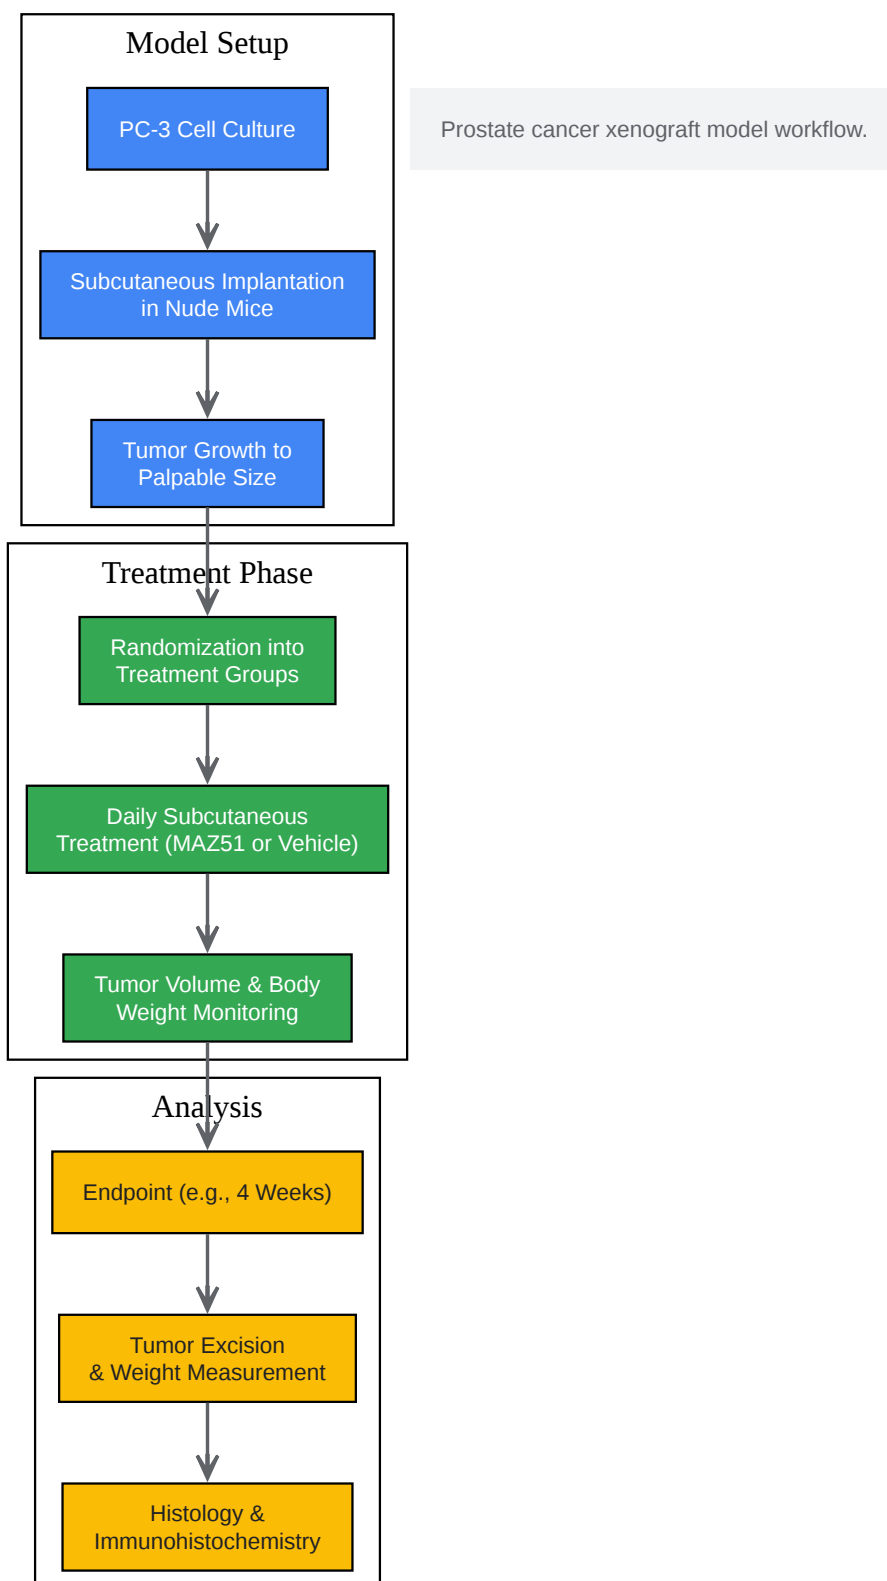 Model Setup
PC-3 Cell Culture
Prostate cancer xenograft model workflow.
Subcutaneous Implantation
in Nude Mice
Tumor Growth to
Palpable Size
Treatment Phase
Randomization into
Treatment Groups
Daily Subcutaneous
Treatment (MAZ51 or Vehicle)
Tumor Volume & Body
Weight Monitoring
Analysis
Endpoint (e.g., 4 Weeks)
Tumor Excision
& Weight Measurement
Histology &
Immunohistochemistry